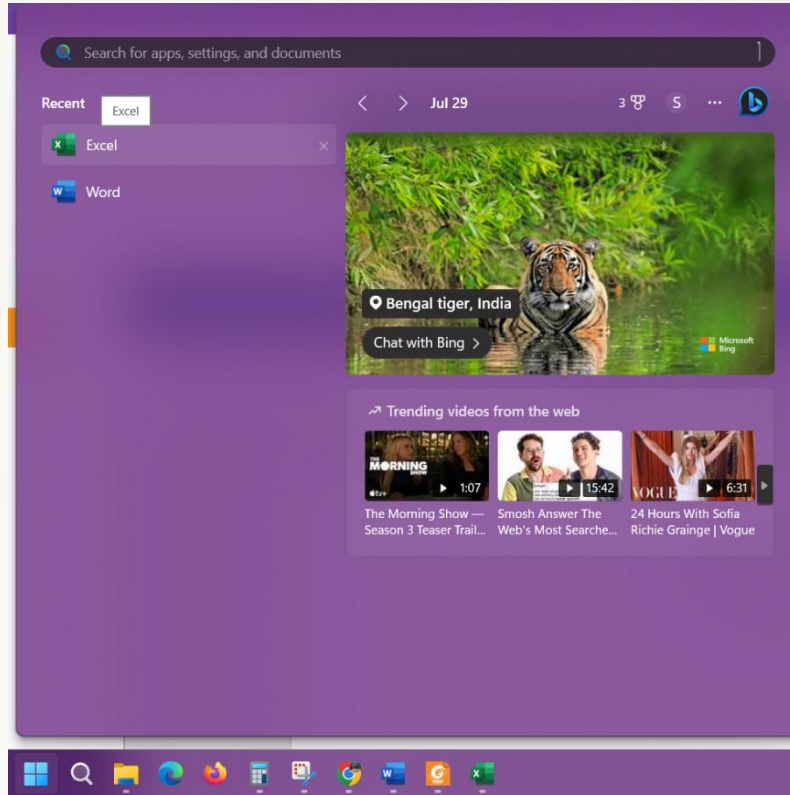 Search for apps, settings, and documents
Recent
Excel
Jul 29
3
S
Excel
Word
Bengal tiger, India
Chat with Bing
Microsoft
Bing
Trending videos from the web
THE
MORNING
SHOW
tv+
1:07
15:42
VOGUE
6:31
The Morning Show —
Season 3 Teaser Trail...
Smosh Answer The
Web's Most Searche...
24 Hours With Sofia
Richie Grainge | Vogue